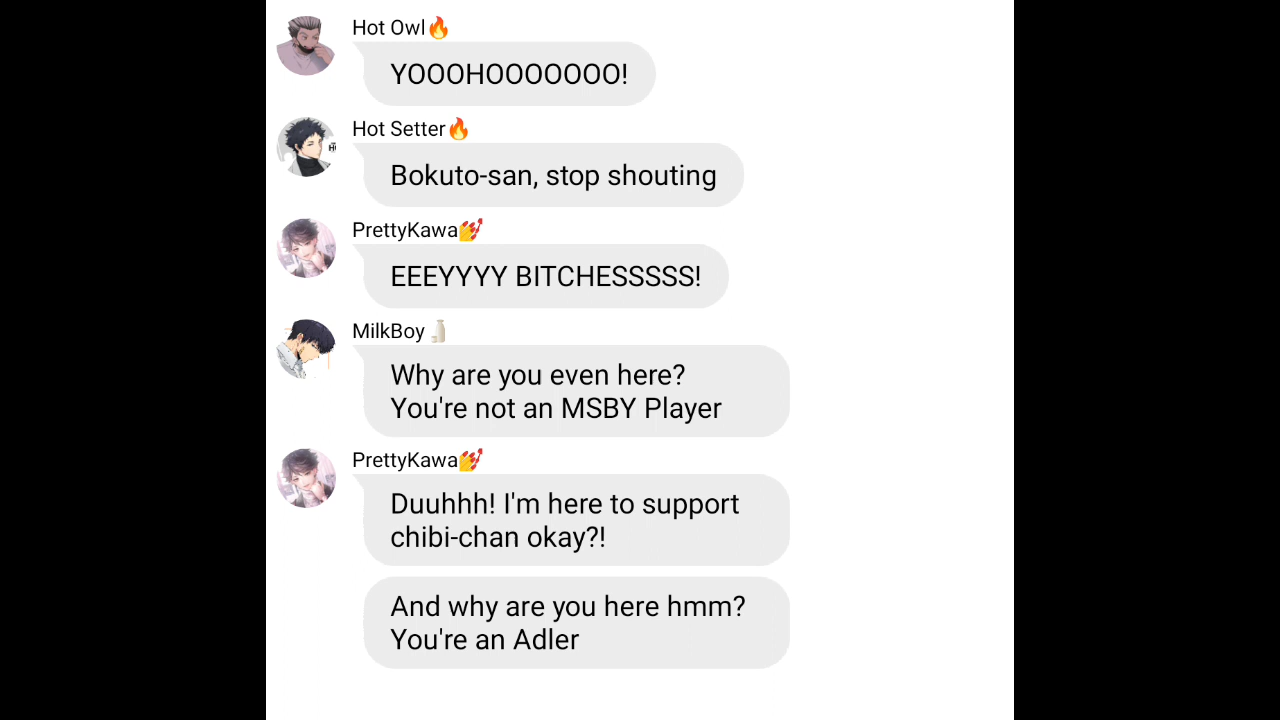 Hot Owl🔥
YOOOHOOOOOOO!
Hot Setter🔥
Bokuto-san, stop shouting
PrettyKawa💅
EEEYYYY BITCHESSSSS!
MilkBoy🍶
Why are you even here?
You're not an MSBY Player
PrettyKawa💅
Duuhhh! I'm here to support
chibi-chan okay?!
And why are you here hmm?
You're an Adler